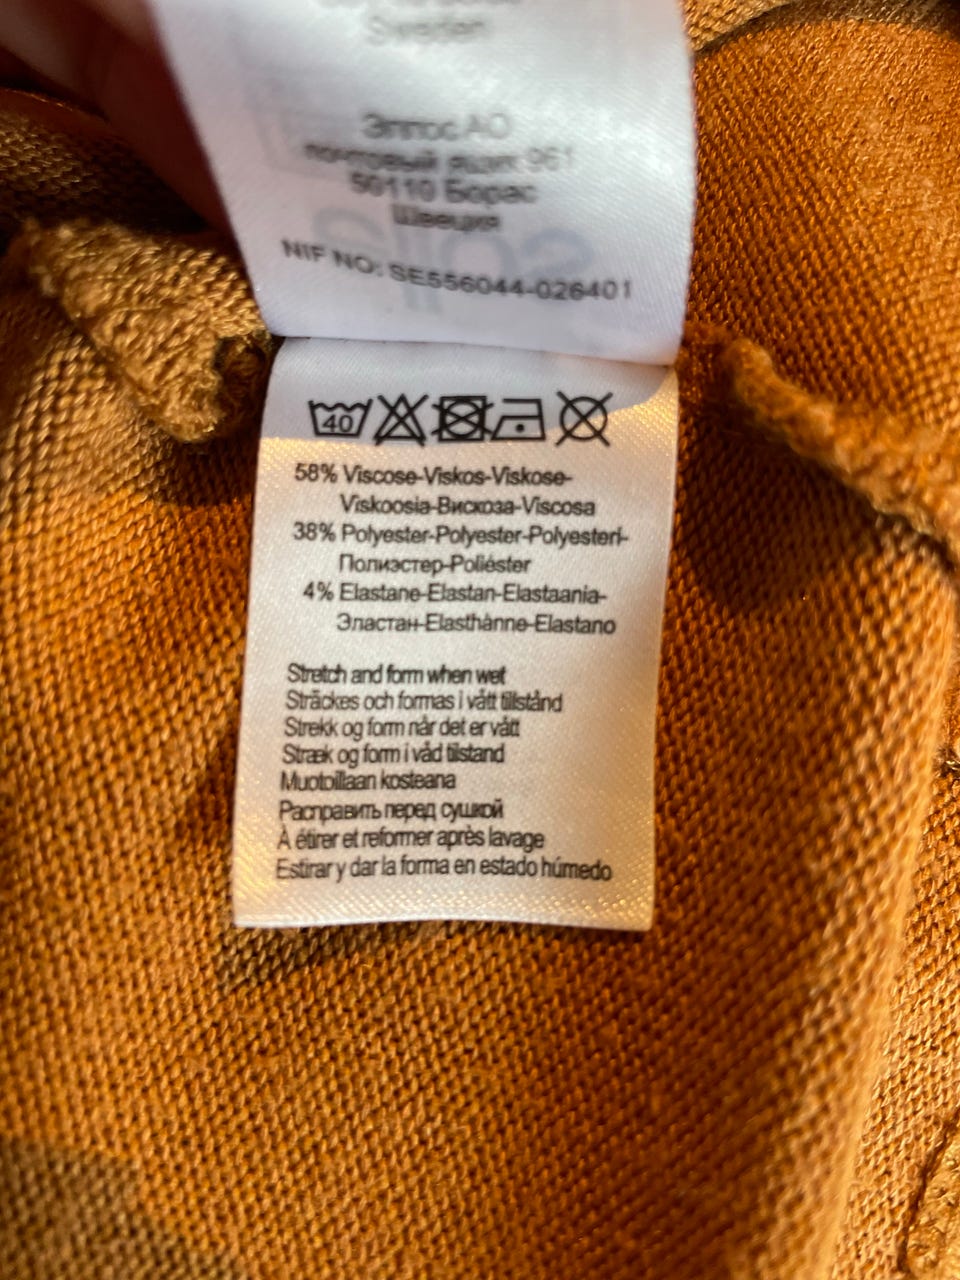 Sweden
Эллос АО
почтовый ящик 961
50110 Борас
Швеция
NIF NO: SE556044-026401
40
58% Viscose-Viskos-Viskose-
Viskoosia-Вискоза-Viscosa
38% Polyester-Polyester-Polyesteri-
Полиэстер-Poliéster
4% Elastane-Elastan-Elastaania-
Эластан-Elasthànne-Elastano
Stretch and form when wet
Sträckes och formas i vått tillstånd
Strekk og form når det er vått
Stræk og form i våd tilstand
Muotoillaan kosteana
Расправить перед сушкой
À étirer et reformer après lavage
Estirar y dar la forma en estado húmedo